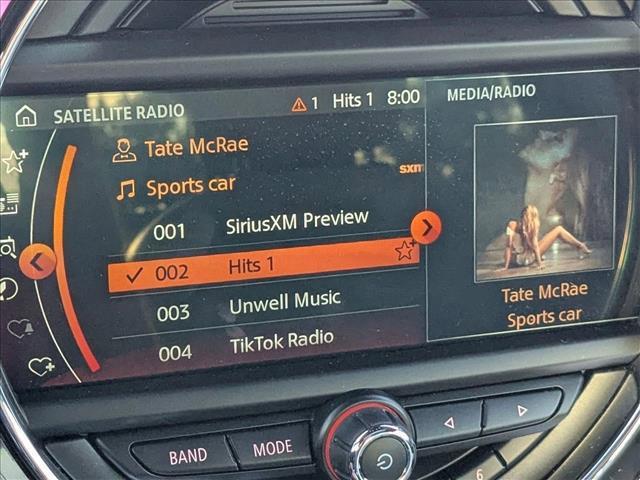 SATELLITE RADIO
1 Hits 1 8:00
MEDIA/RADIO
Tate McRae
sxm
Sports car
001 SiriusXM Preview
002 Hits 1
003 Unwell Music
004 TikTok Radio
Tate McRae
Sports car
BAND
MODE
6